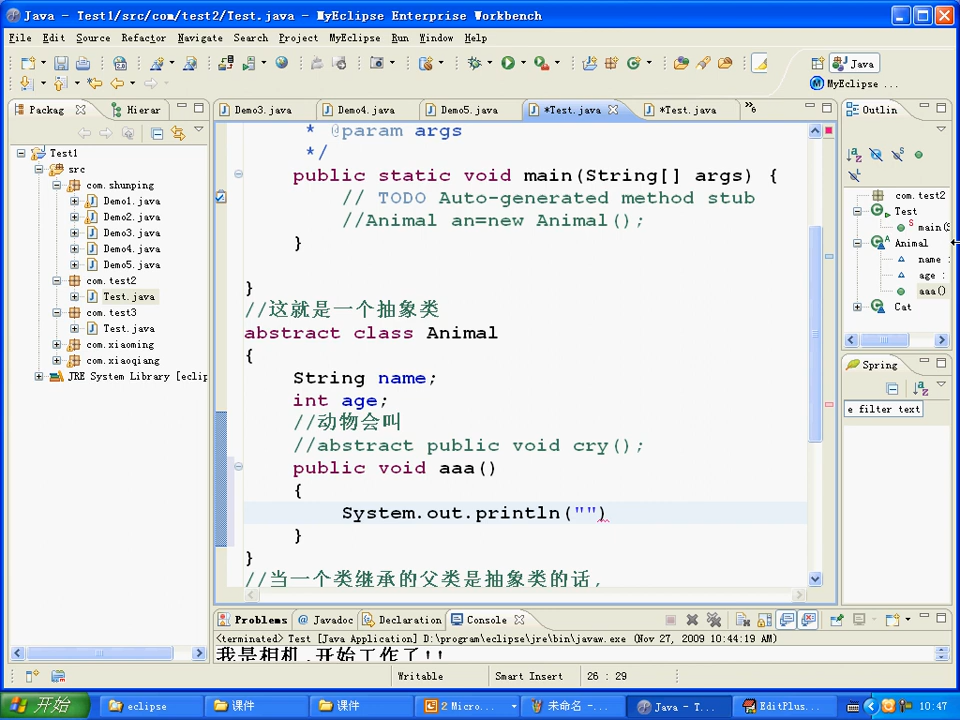 Java - Test1/src/com/test2/Test.java - MyEclipse Enterprise Workbench
File Edit Source Refactor Navigate Search Project MyEclipse Run Window Help
Java
MyEclipse ...
Packag
Hierar
Demo3.java
Demo4.java
Demo5.java
*Test.java
*Test.java
Outlin
Test1
src
com.shunping
Demo1.java
Demo2.java
Demo3.java
Demo4.java
Demo5.java
com.test2
Test.java
com.test3
Test.java
com.xiaoming
com.xiaoqiang
JRE System Library [eclip
* @param args
*/
public static void main(String[] args) {
// TODO Auto-generated method stub
//Animal an=new Animal();
}
}
//这就是一个抽象类
abstract class Animal
{
String name;
int age;
//动物会叫
//abstract public void cry();
public void aaa()
{
System.out.println("")
}
}
//当一个类继承的父类是抽象类的话,
com.test2
Test
main(S
Animal
name :
age :
aaa()
Cat
Spring
e filter text
Problems
@ Javadoc
Declaration
Console
<terminated> Test [Java Application] D:\program\eclipse\jre\bin\javaw.exe (Nov 27, 2009 10:44:19 AM)
我是相机,开始工作了!!
Writable
Smart Insert
26 : 29
开始
eclipse
课件
课件
2 Micro...
未命名 -...
Java - T...
EditPlus...
10:47